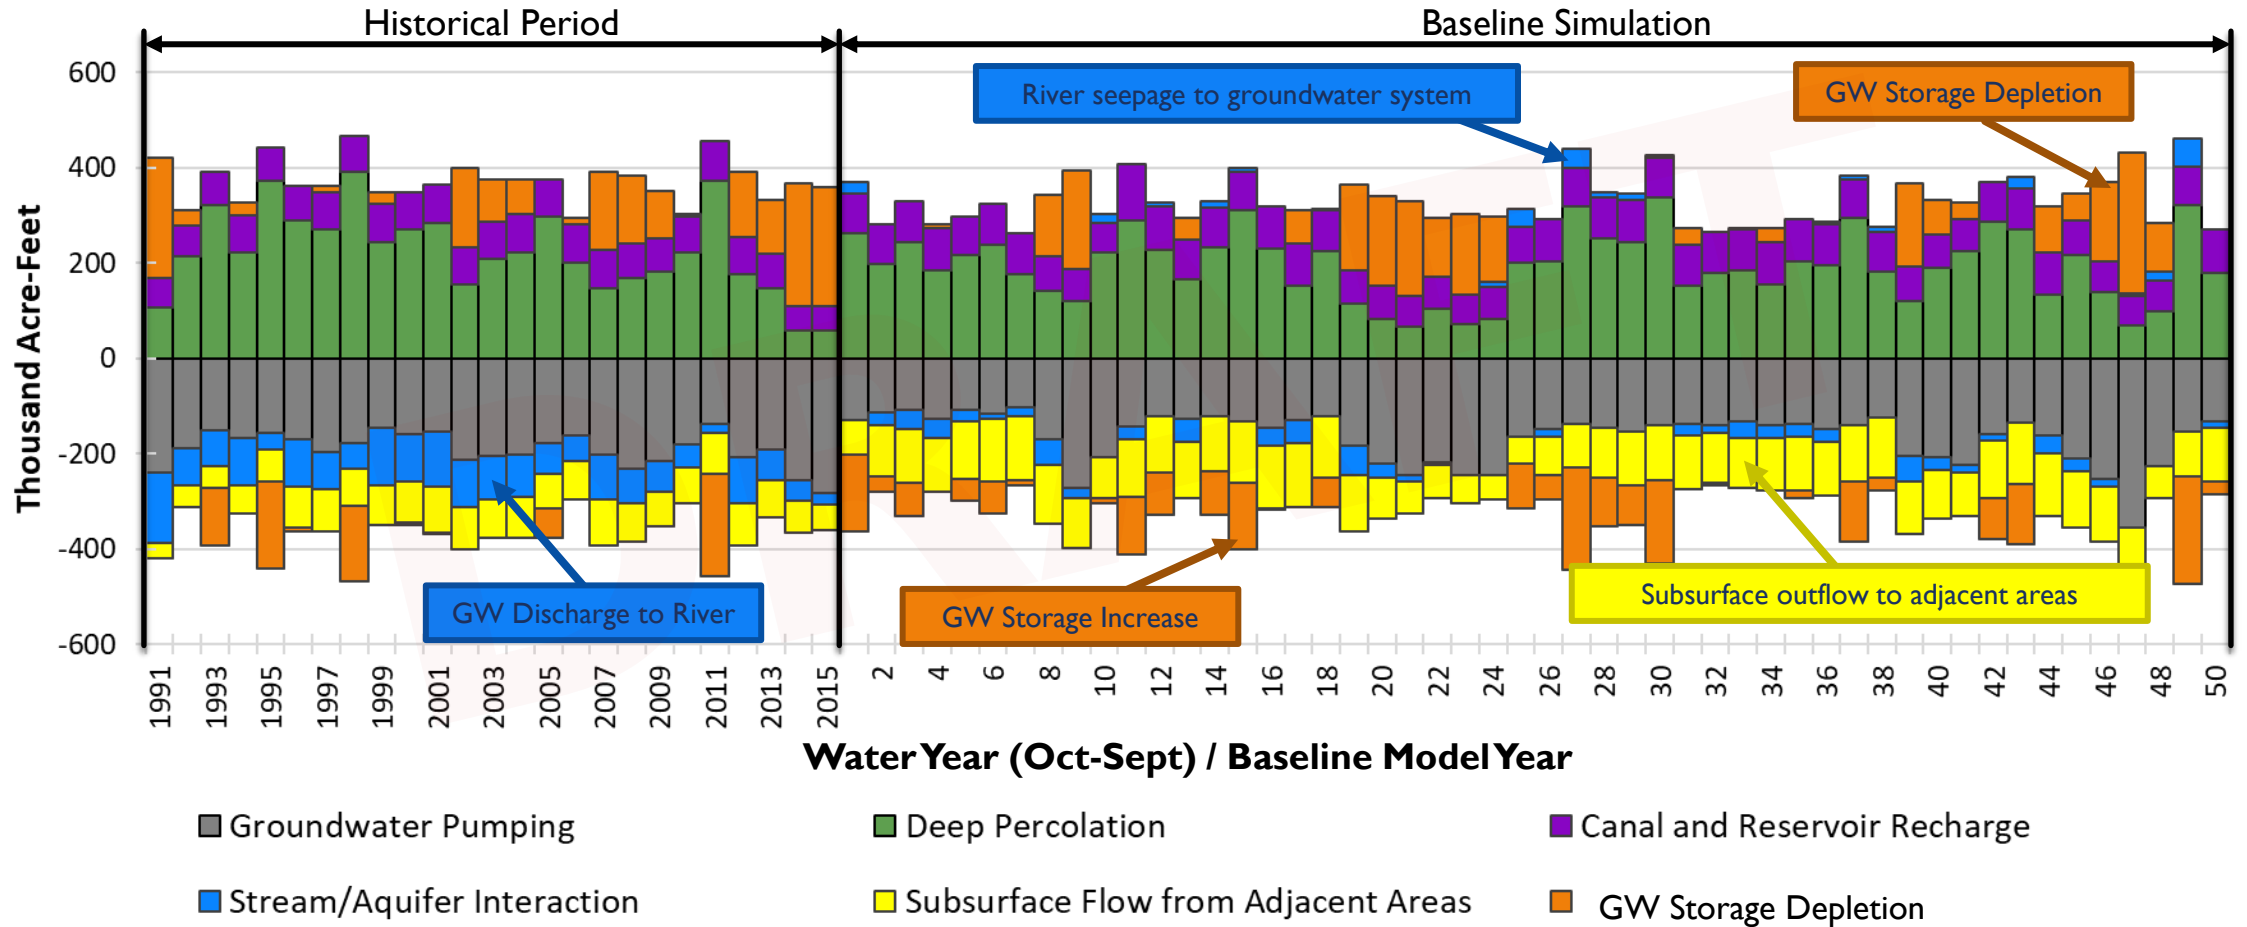 Historical Period
Baseline Simulation
600
400
200
0
-200
-400
-600
Thousand Acre-Feet
River seepage to groundwater system
GW Storage Depletion
GW Discharge to River
GW Storage Increase
Subsurface outflow to adjacent areas
DRAFT
1991 1993 1995 1997 1999 2001 2003 2005 2007 2009 2011 2013 2015 2 4 6 8 10 12 14 16 18 20 22 24 26 28 30 32 34 36 38 40 42 44 46 48 50
Water Year (Oct-Sept) / Baseline Model Year
Groundwater Pumping
Deep Percolation
Canal and Reservoir Recharge
Stream/Aquifer Interaction
Subsurface Flow from Adjacent Areas
GW Storage Depletion